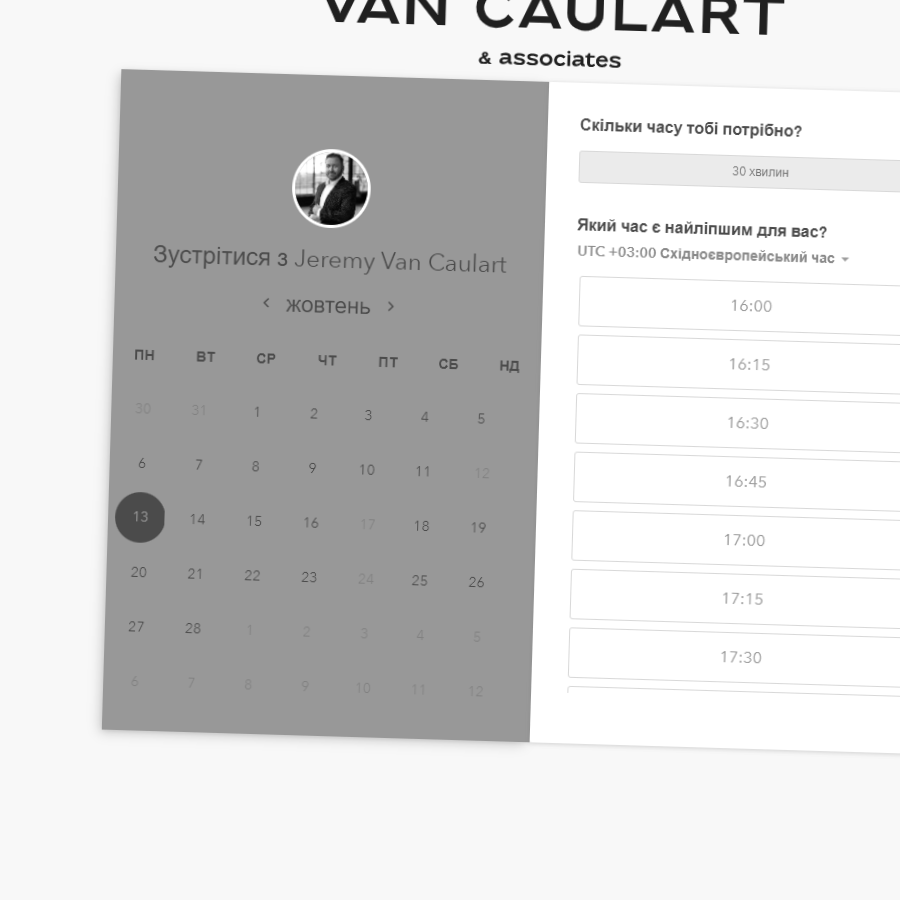 VAN CAULART
& associates
Зустрітися з Jeremy Van Caulart
жовтень
ПН ВТ СР ЧТ ПТ СБ НД
30 31 1 2 3 4 5
6 7 8 9 10 11 12
13 14 15 16 17 18 19
20 21 22 23 24 25 26
27 28 1 2 3 4 5
6 7 8 9 10 11 12
Скільки часу тобі потрібно?
30 хвилин
Який час є найліпшим для вас?
UTC +03:00 Східноєвропейський час
16:00
16:15
16:30
16:45
17:00
17:15
17:30